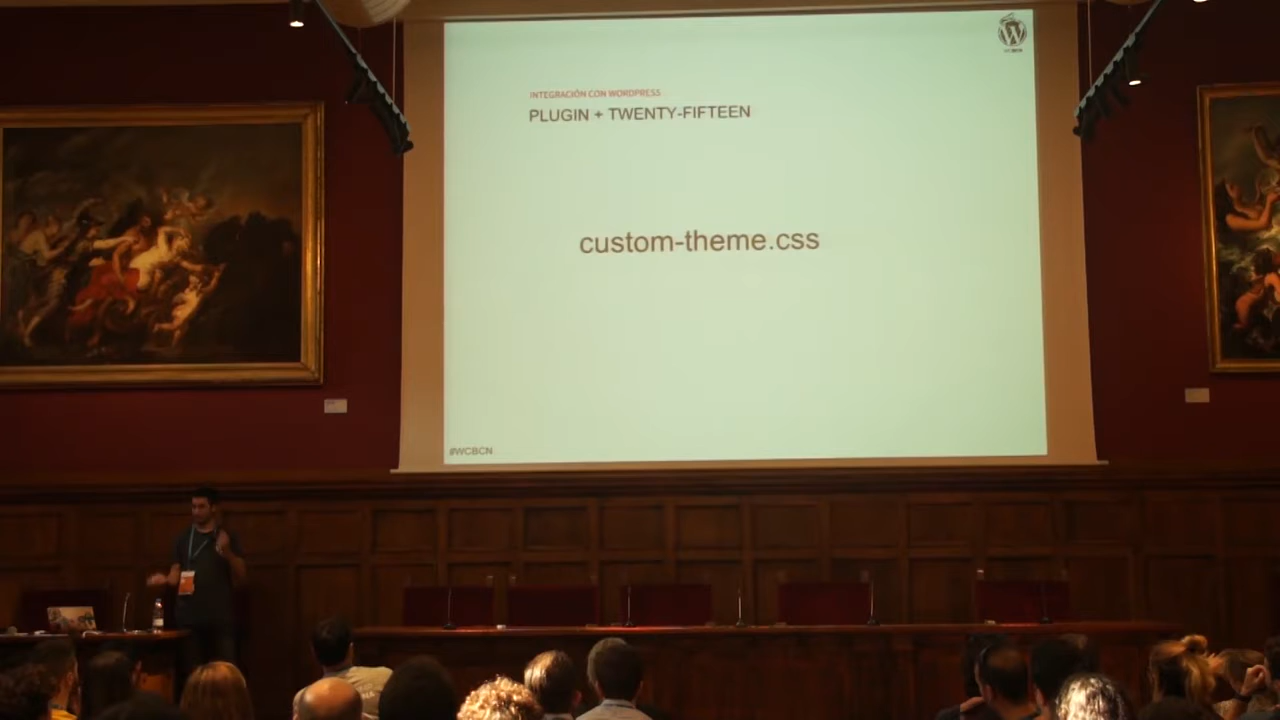 INTEGRACIÓN CON WORDPRESS
PLUGIN + TWENTY-FIFTEEN
custom-theme.css
#WCBCN